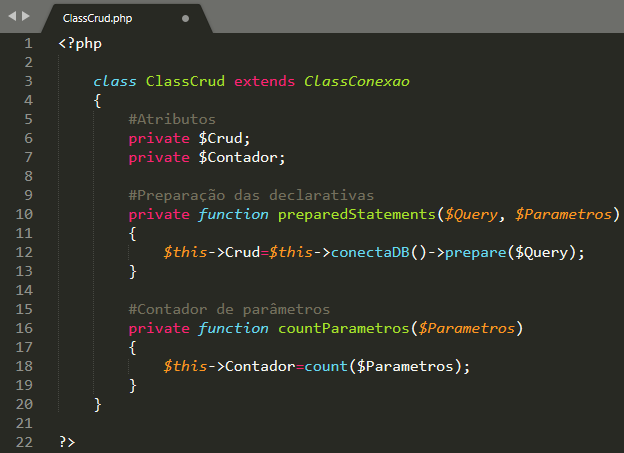 ClassCrud.php
1 <?php
2
3 class ClassCrud extends ClassConexao
4 {
5 #Atributos
6 private $Crud;
7 private $Contador;
8
9 #Preparação das declarativas
10 private function preparedStatements($Query, $Parametros)
11 {
12 $this->Crud=$this->conectaDB()->prepare($Query);
13 }
14
15 #Contador de parâmetros
16 private function countParametros($Parametros)
17 {
18 $this->Contador=count($Parametros);
19 }
20 }
21
22 ?>